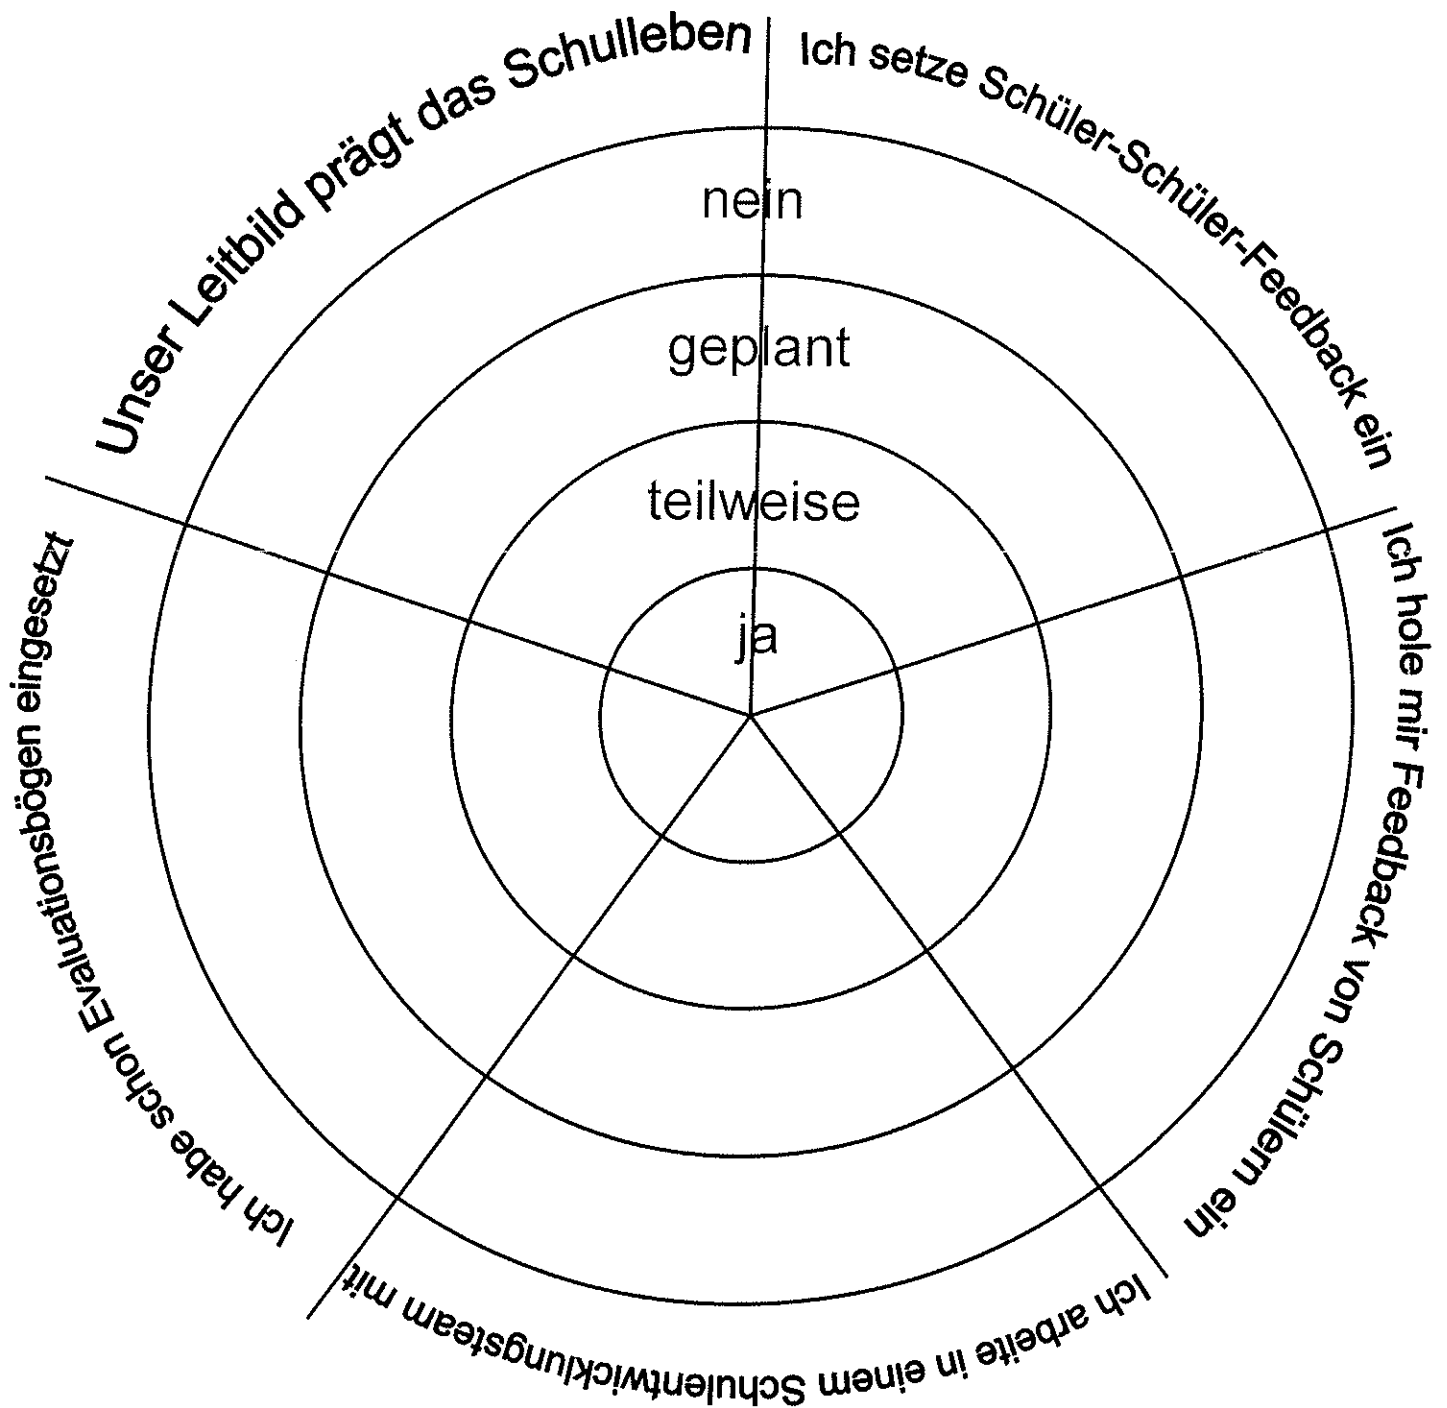 Unser Leitbild prägt das Schulleben
Ich setze Schüler-Schüler-Feedback ein
Ich hole mir Feedback von Schülern ein
Ich arbeite in einem Schulentwicklungsteam mit
Ich habe schon Evaluationsbögen eingesetzt
nein
geplant
teilweise
ja